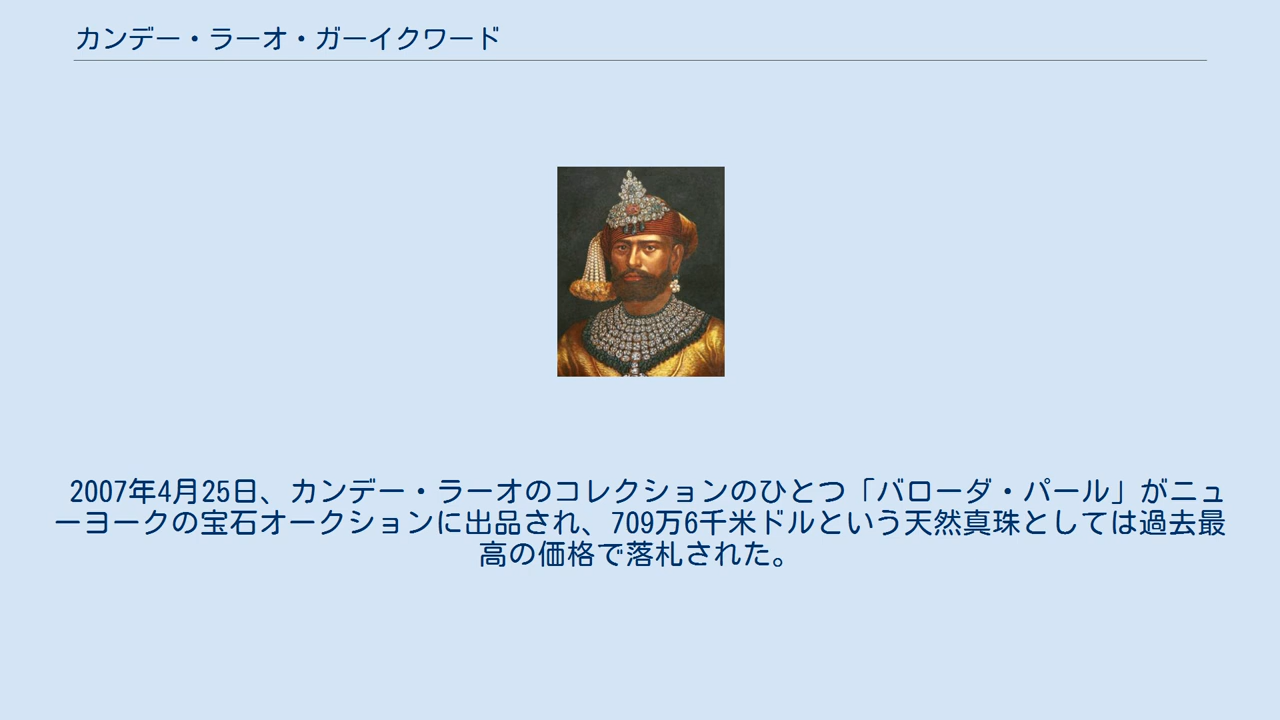 カンデー・ラーオ・ガーイクワード
2007年4月25日、カンデー・ラーオのコレクションのひとつ「バローダ・パール」がニュ
ーヨークの宝石オークションに出品され、709万6千米ドルという天然真珠としては過去最
高の価格で落札された。